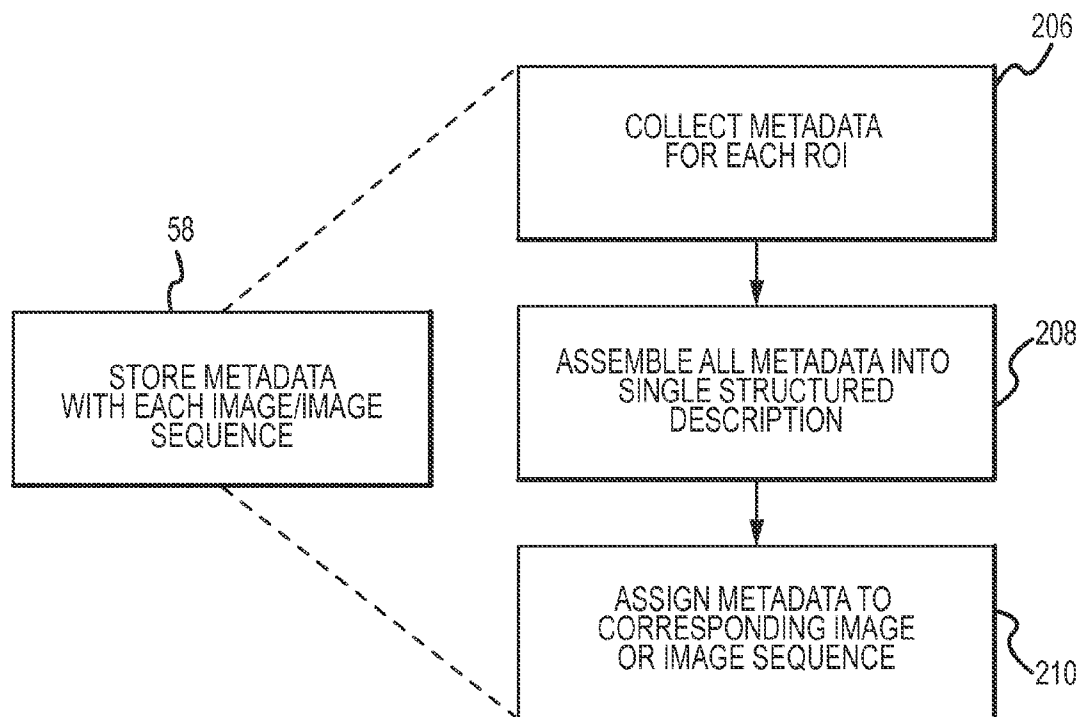 206
COLLECT METADATA
FOR EACH ROI
58
STORE METADATA
WITH EACH IMAGE/IMAGE
SEQUENCE
208
ASSEMBLE ALL METADATA INTO
SINGLE STRUCTURED
DESCRIPTION
ASSIGN METADATA TO
CORRESPONDING IMAGE
OR IMAGE SEQUENCE
210